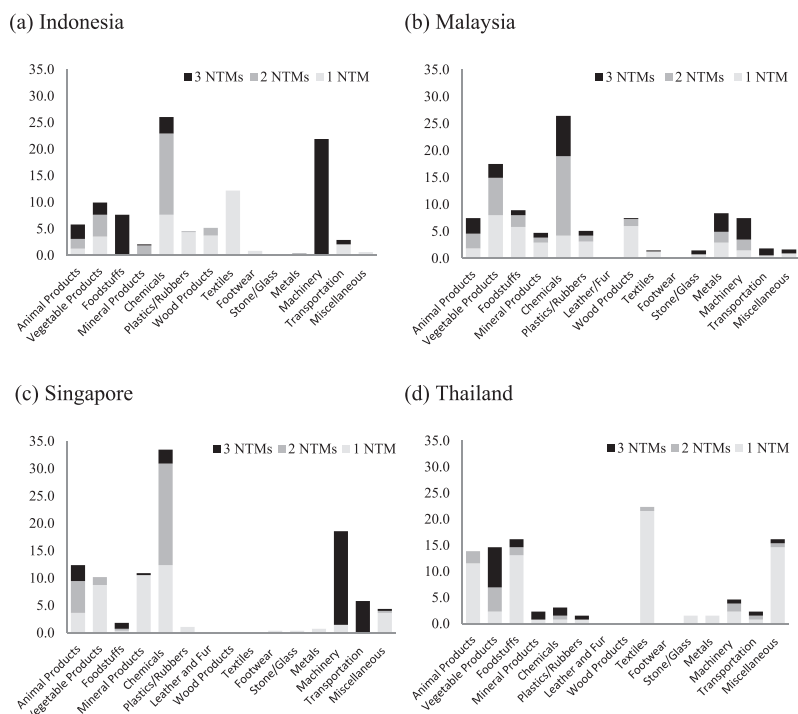 (a) Indonesia
35.0
30.0
25.0
20.0
15.0
10.0
5.0
0.0
3 NTMs 2 NTMs 1 NTM
Animal Products
Vegetable Products
Foodstuffs
Mineral Products
Chemicals
Plastics/Rubbers
Wood Products
Textiles
Footwear
Stone/Glass
Metals
Machinery
Transportation
Miscellaneous
(b) Malaysia
35.0
30.0
25.0
20.0
15.0
10.0
5.0
0.0
3 NTMs 2 NTMs 1 NTM
Animal Products
Vegetable Products
Foodstuffs
Mineral Products
Chemicals
Plastics/Rubbers
Leather/Fur
Wood Products
Textiles
Footwear
Stone/Glass
Metals
Machinery
Transportation
Miscellaneous
(c) Singapore
35.0
30.0
25.0
20.0
15.0
10.0
5.0
0.0
3 NTMs 2 NTMs 1 NTM
Animal Products
Vegetable Products
Foodstuffs
Mineral Products
Chemicals
Plastics/Rubbers
Leather and Fur
Wood Products
Textiles
Footwear
Stone/Glass
Metals
Machinery
Transportation
Miscellaneous
(d) Thailand
35.0
30.0
25.0
20.0
15.0
10.0
5.0
0.0
3 NTMs 2 NTMs 1 NTM
Animal Products
Vegetable Products
Foodstuffs
Mineral Products
Chemicals
Plastics/Rubbers
Leather and Fur
Wood Products
Textiles
Footwear
Stone/Glass
Metals
Machinery
Transportation
Miscellaneous